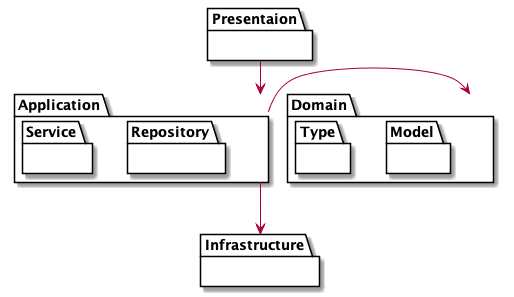 Presentaion
Application
Domain
Service
Repository
Type
Model
Infrastructure